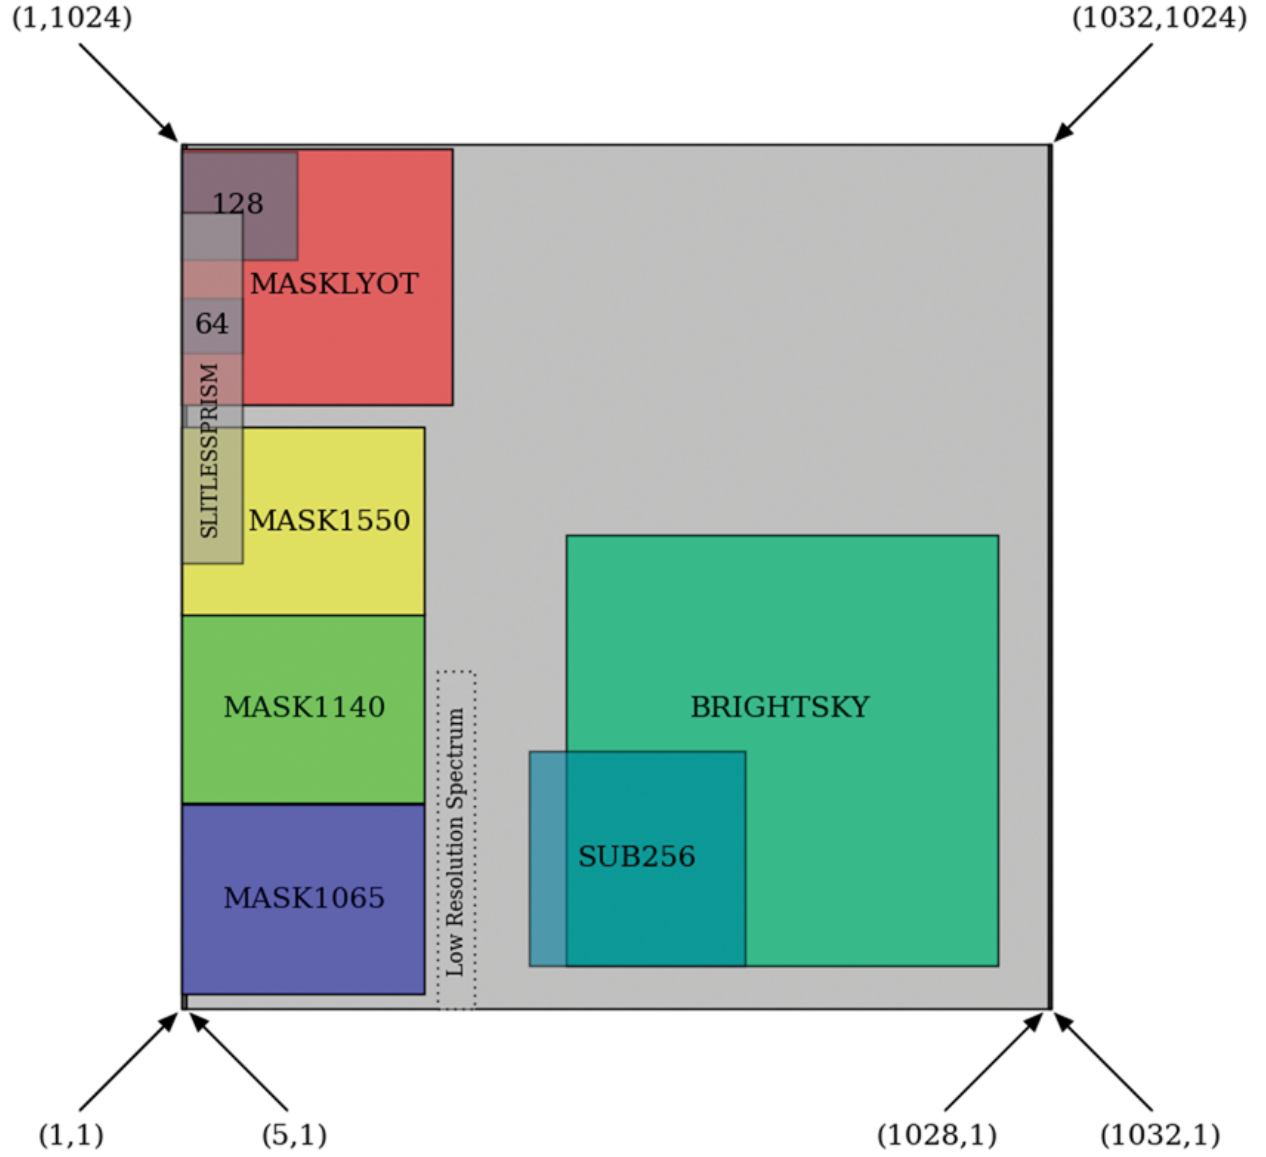 (1,1024)
(1032,1024)
128
MASKLYOT
64
SLITLESSPRISM
MASK1550
MASK1140
BRIGHTSKY
Low Resolution Spectrum
SUB256
MASK1065
(1,1)
(5,1)
(1028,1)
(1032,1)